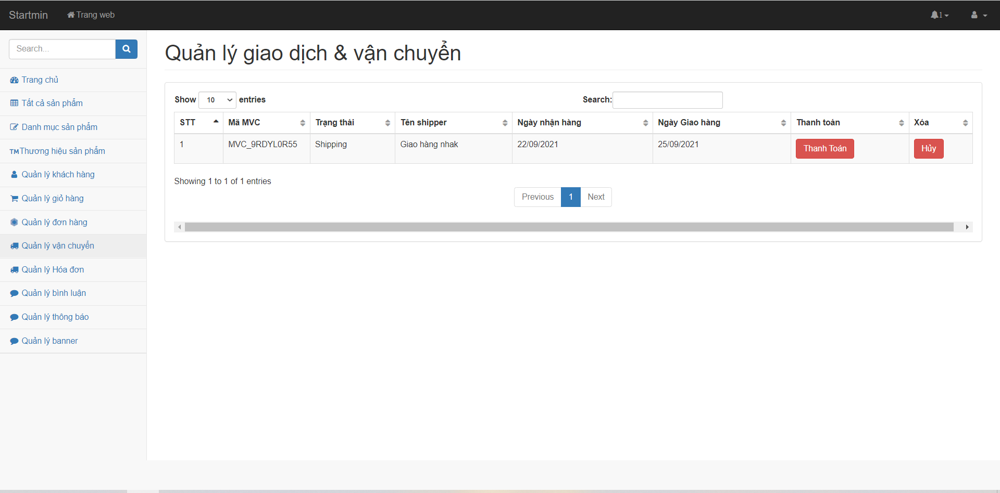 Startmin
Trang web
1
Search...
Trang chủ
Tất cả sản phẩm
Danh mục sản phẩm
TM Thương hiệu sản phẩm
Quản lý khách hàng
Quản lý giỏ hàng
Quản lý đơn hàng
Quản lý vận chuyển
Quản lý Hóa đơn
Quản lý bình luận
Quản lý thông báo
Quản lý banner
Quản lý giao dịch & vận chuyển
Show 10 entries
Search:
STT Mã MVC Trạng thái Tên shipper Ngày nhận hàng Ngày Giao hàng Thanh toán Xóa
1 MVC_9RDYL0R55 Shipping Giao hàng nhak 22/09/2021 25/09/2021 Thanh Toán Hủy
Showing 1 to 1 of 1 entries
Previous 1 Next